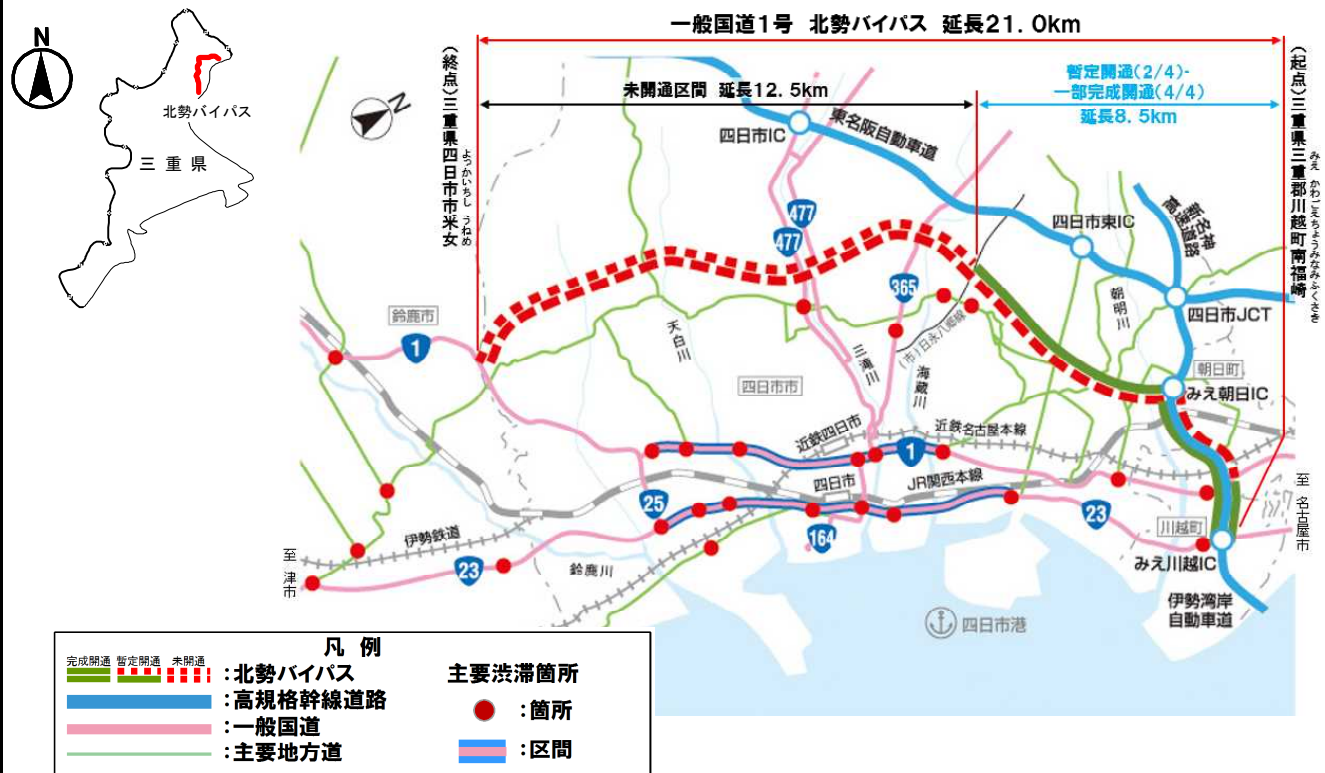 N
北勢バイパス
三重県
一般国道1号 北勢バイパス 延長21.0km
(終点)三重県四日市市釆女
よっかいちし うねめ
(起点)三重県三重郡川越町南福崎
みえ かわごえちょうみなみふくさき
N
未開通区間 延長12.5km
暫定開通(2/4)-
一部完成開通(4/4)
延長8.5km
四日市IC
東名阪自動車道
四日市東IC
新名神
高速道路
四日市JCT
477
477
365
朝明川
鈴鹿市
1
天白川
三滝川
(市)日永八郷線
海蔵川
四日市市
朝日町
みえ朝日IC
近鉄四日市
1
近鉄名古屋本線
四日市
JR関西本線
25
164
23
伊勢鉄道
23
鈴鹿川
至 津市
至 名古屋市
川越町
みえ川越IC
伊勢湾岸
自動車道
四日市港
凡例
完成開通 暫定開通 未開通
:北勢バイパス
:高規格幹線道路
:一般国道
:主要地方道
主要渋滞箇所
:箇所
:区間